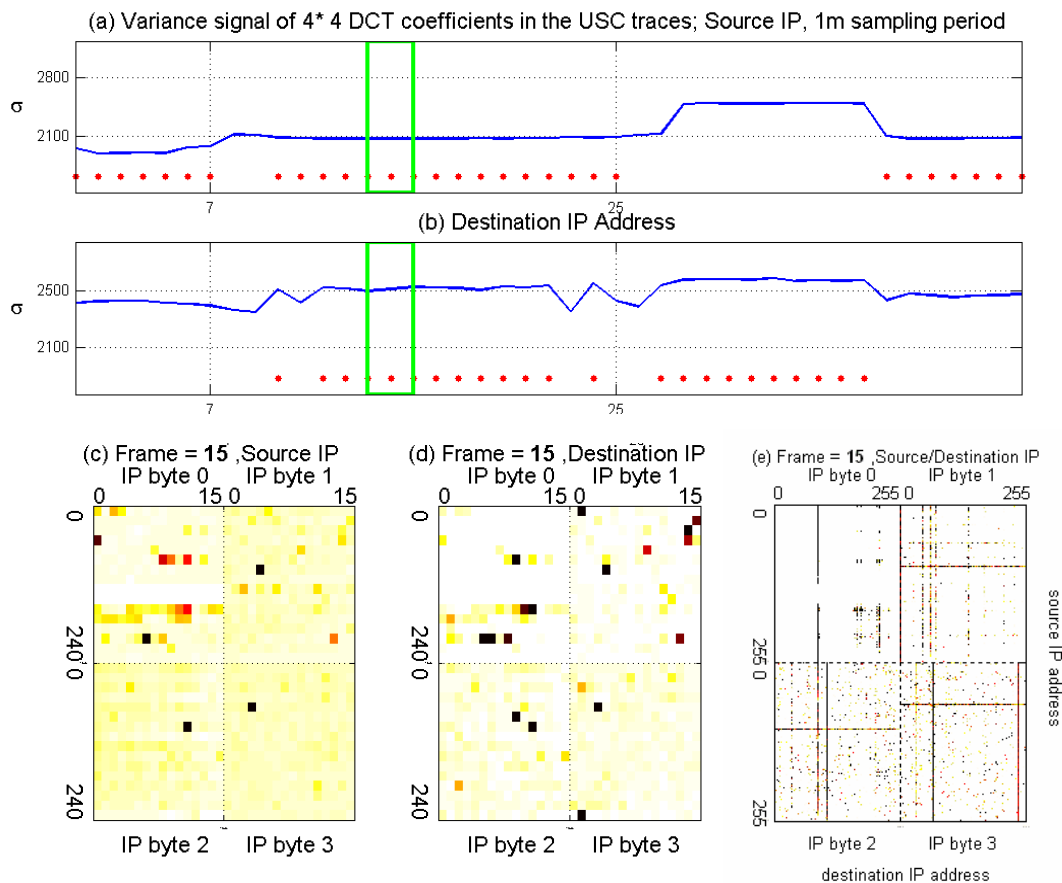 (a) Variance signal of 4* 4 DCT coefficients in the USC traces; Source IP, 1m sampling period
2800
2100
σ
7 25
(b) Destination IP Address
2500
2100
σ
7 25
(c) Frame = 15 ,Source IP
IP byte 0 IP byte 1
0 15 0 15
0
240
0
240
IP byte 2 IP byte 3
(d) Frame = 15 ,Destination IP
IP byte 0 IP byte 1
0 15 0 15
0
240
0
240
IP byte 2 IP byte 3
(e) Frame = 15 ,Source/Destination IP
IP byte 0 IP byte 1
0 255 0 255
0
255
0
255
source IP address
IP byte 2 IP byte 3
destination IP address